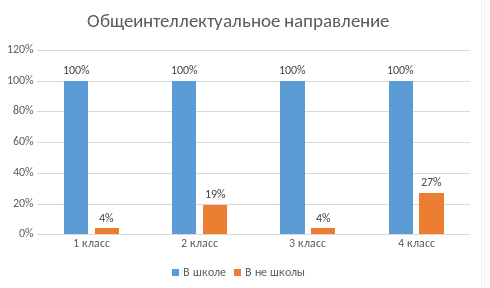 Общеинтеллектуальное направление
120%
100%
80%
60%
40%
20%
0%
100%
4%
100%
19%
100%
4%
100%
27%
1 класс
2 класс
3 класс
4 класс
В школе
В не школы